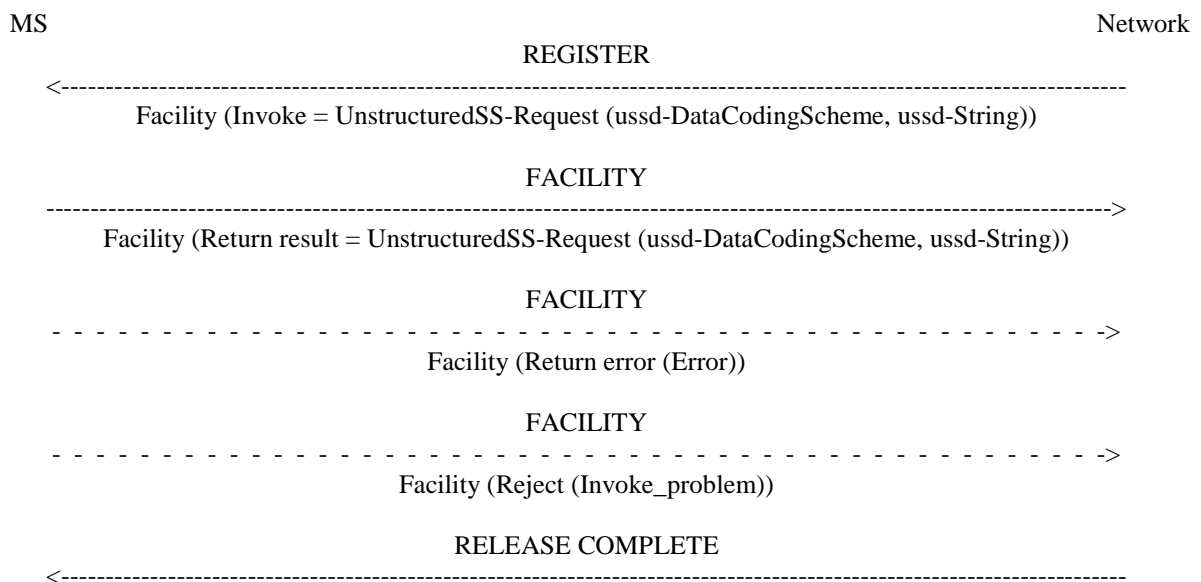 MS Network
REGISTER
<------------------------------------------------------------------------------------------------------------------------
Facility (Invoke = UnstructuredSS-Request (ussd-DataCodingScheme, ussd-String))
FACILITY
------------------------------------------------------------------------------------------------------------------------>
Facility (Return result = UnstructuredSS-Request (ussd-DataCodingScheme, ussd-String))
FACILITY
- - - - - - - - - - - - - - - - - - - - - - - - - - - - - - - - - - - - - - - - - - - - - - - ->
Facility (Return error (Error))
FACILITY
- - - - - - - - - - - - - - - - - - - - - - - - - - - - - - - - - - - - - - - - - - - - - - - ->
Facility (Reject (Invoke_problem))
RELEASE COMPLETE
<------------------------------------------------------------------------------------------------------------------------